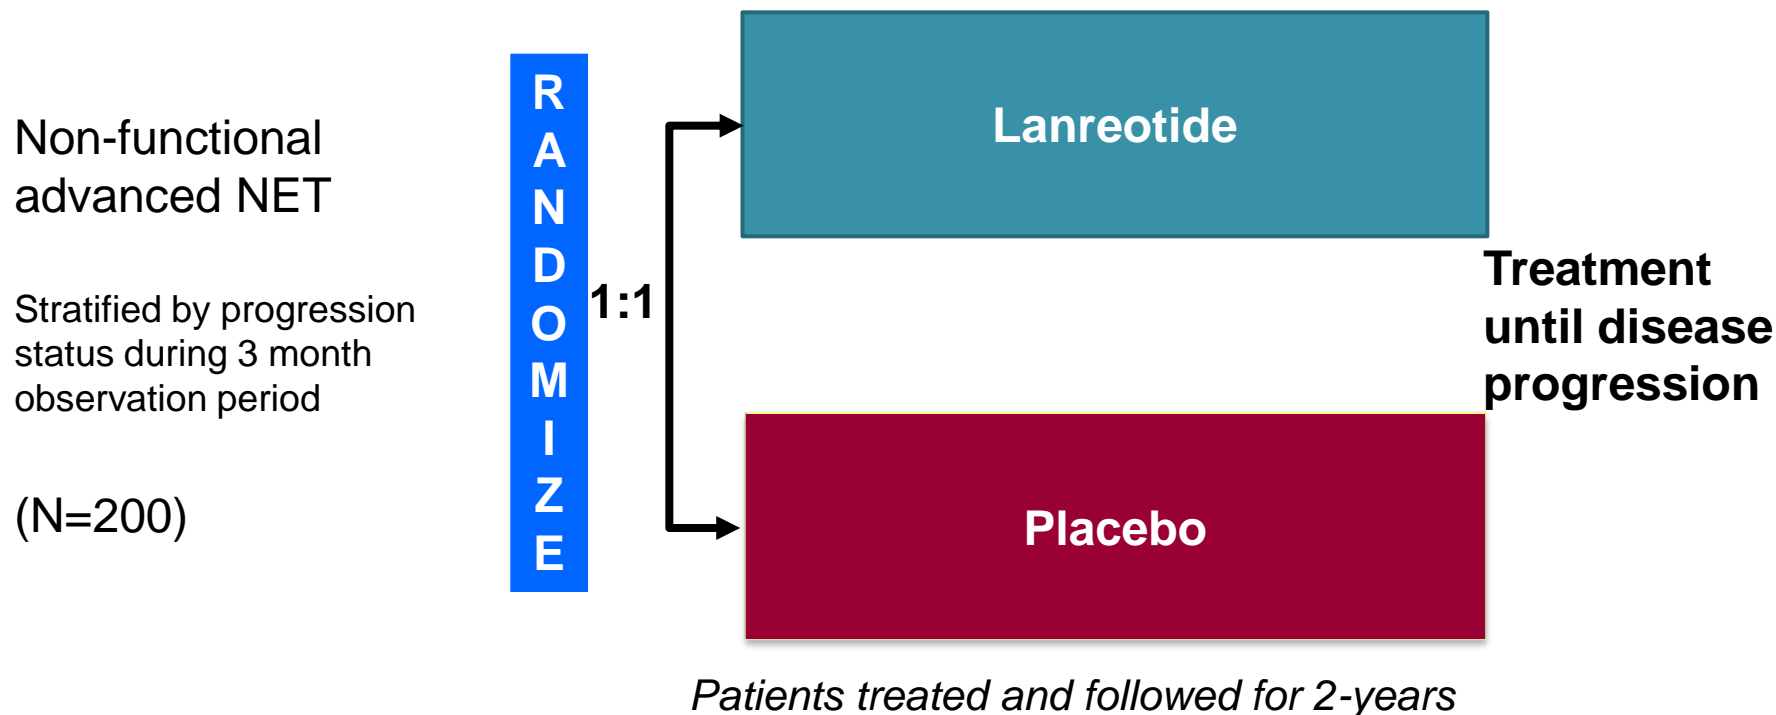 Non-functional
advanced NET
Stratified by progression
status during 3 month
observation period
(N=200)
R
A
N
D
O
M
I
Z
E
1:1
Lanreotide
Placebo
Treatment
until disease
progression
Patients treated and followed for 2-years